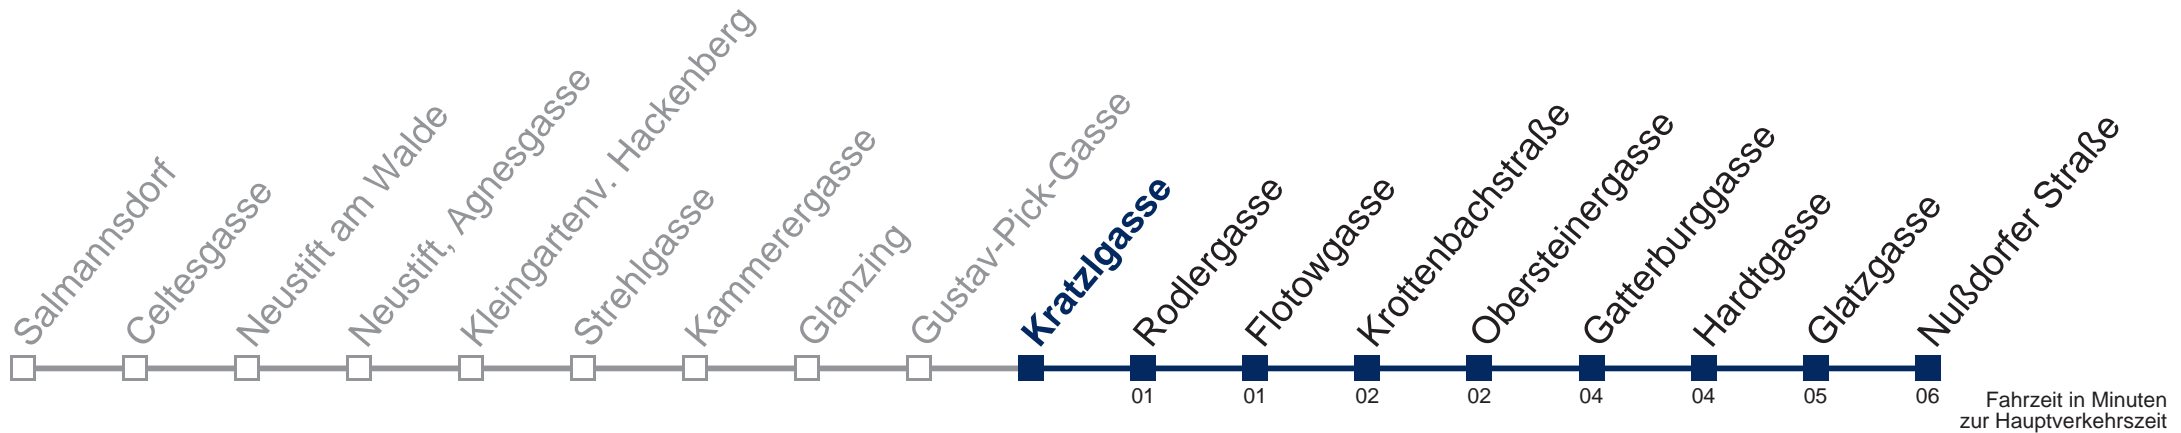 Salmannsdorf
Celtesgasse
Neustift am Walde
Neustift, Agnesgasse
Kleingartenv. Hackenberg
Strehlgasse
Kammerergasse
Glanzing
Gustav-Pick-Gasse
Kratzlgasse
Rodlergasse
Flotowgasse
Krottenbachstraße
Obersteinergasse
Gatterburggasse
Hardtgasse
Glatzgasse
Nußdorfer Straße
01 01 02 02 04 04 05 06
Fahrzeit in Minuten
zur Hauptverkehrszeit